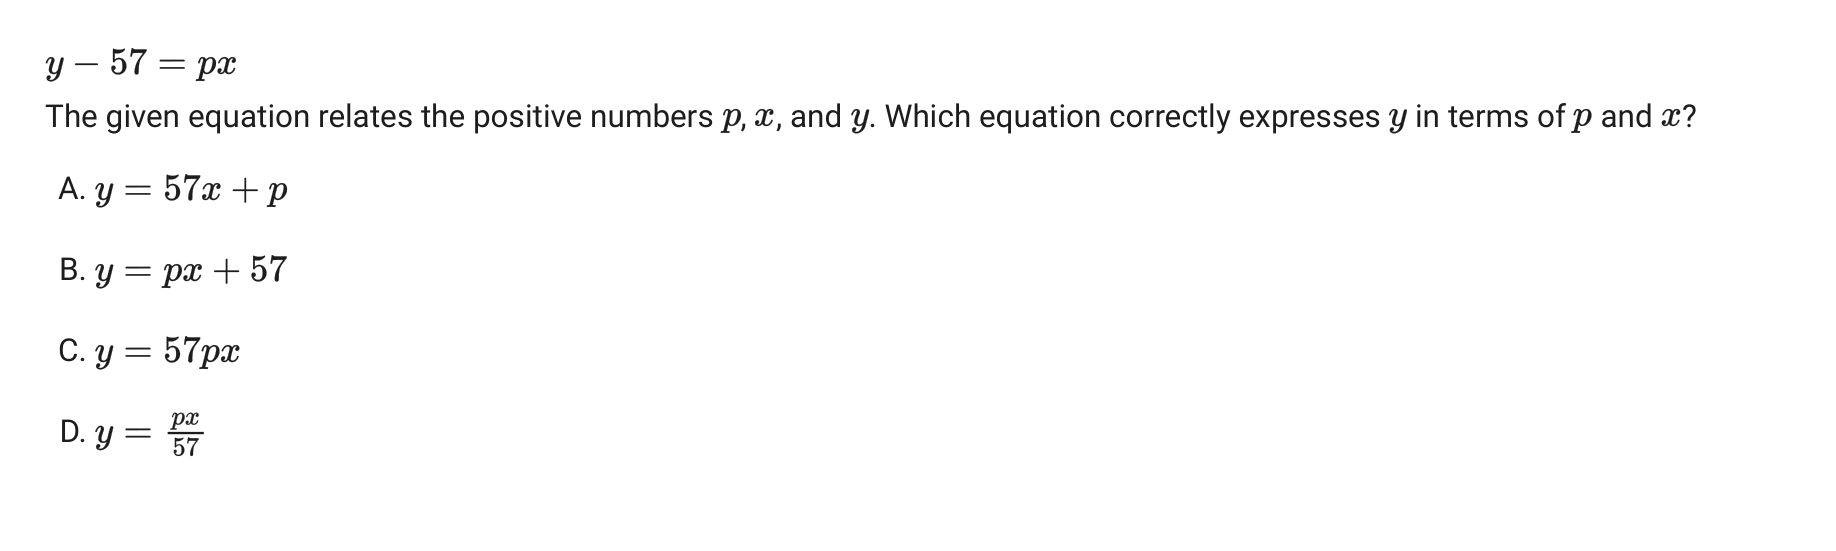 y − 57 = px
The given equation relates the positive numbers p, x, and y. Which equation correctly expresses y in terms of p and x?
A. y = 57x + p
B. y = px + 57
C. y = 57px
D. y = px/57